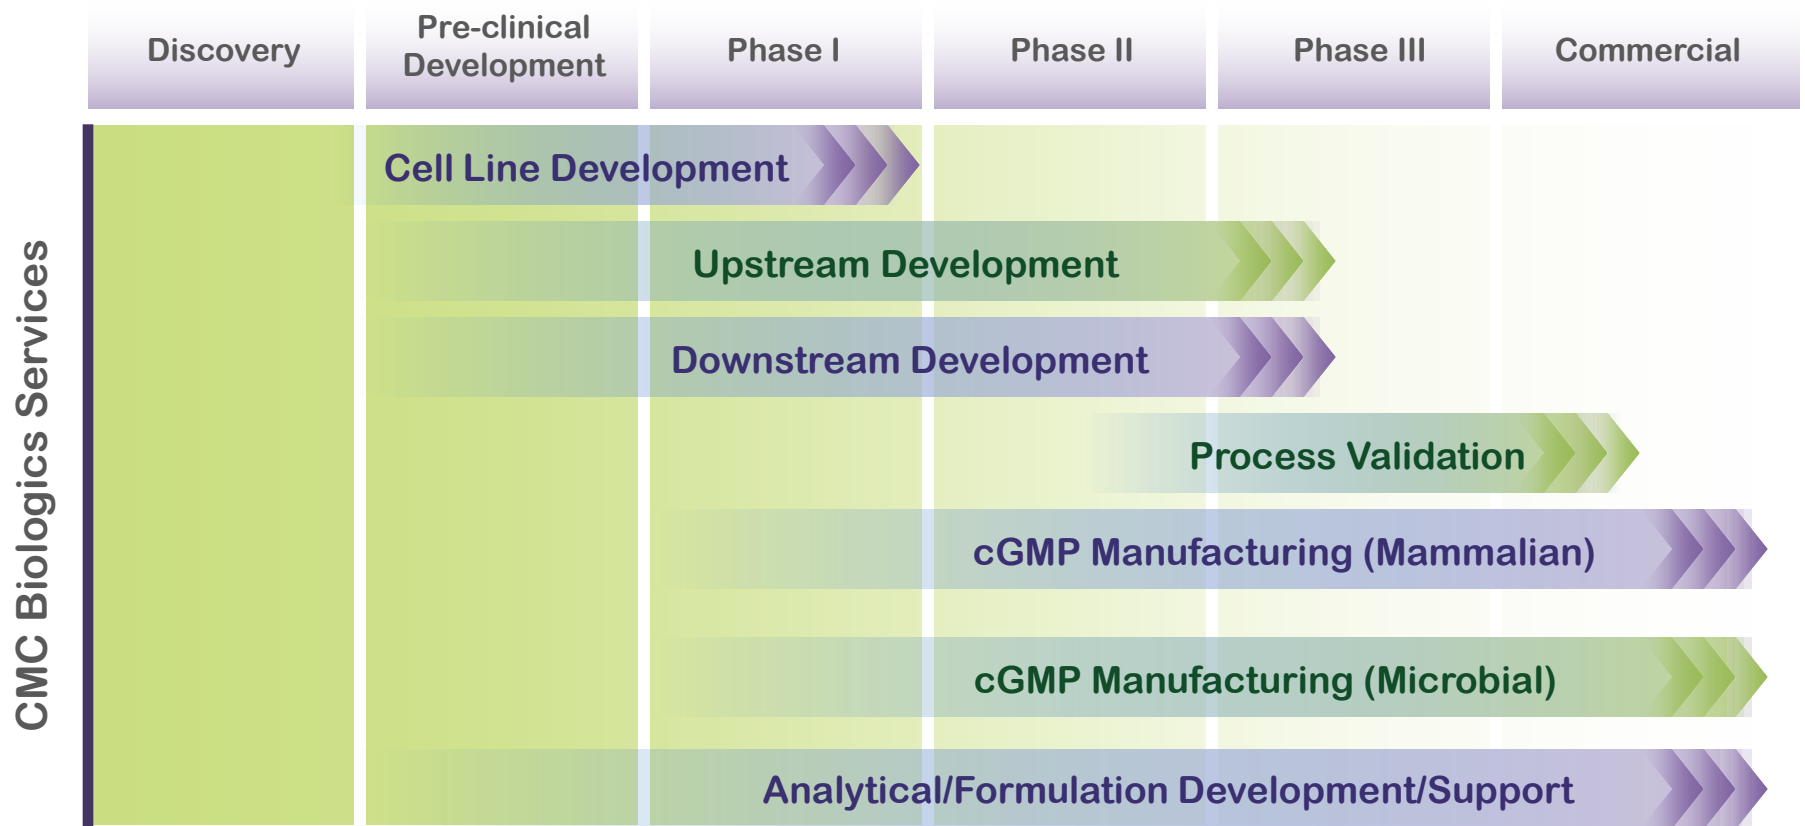 Discovery
Pre-clinical
Development
Phase I
Phase II
Phase III
Commercial
CMC Biologics Services
Cell Line Development
Upstream Development
Downstream Development
Process Validation
cGMP Manufacturing (Mammalian)
cGMP Manufacturing (Microbial)
Analytical/Formulation Development/Support